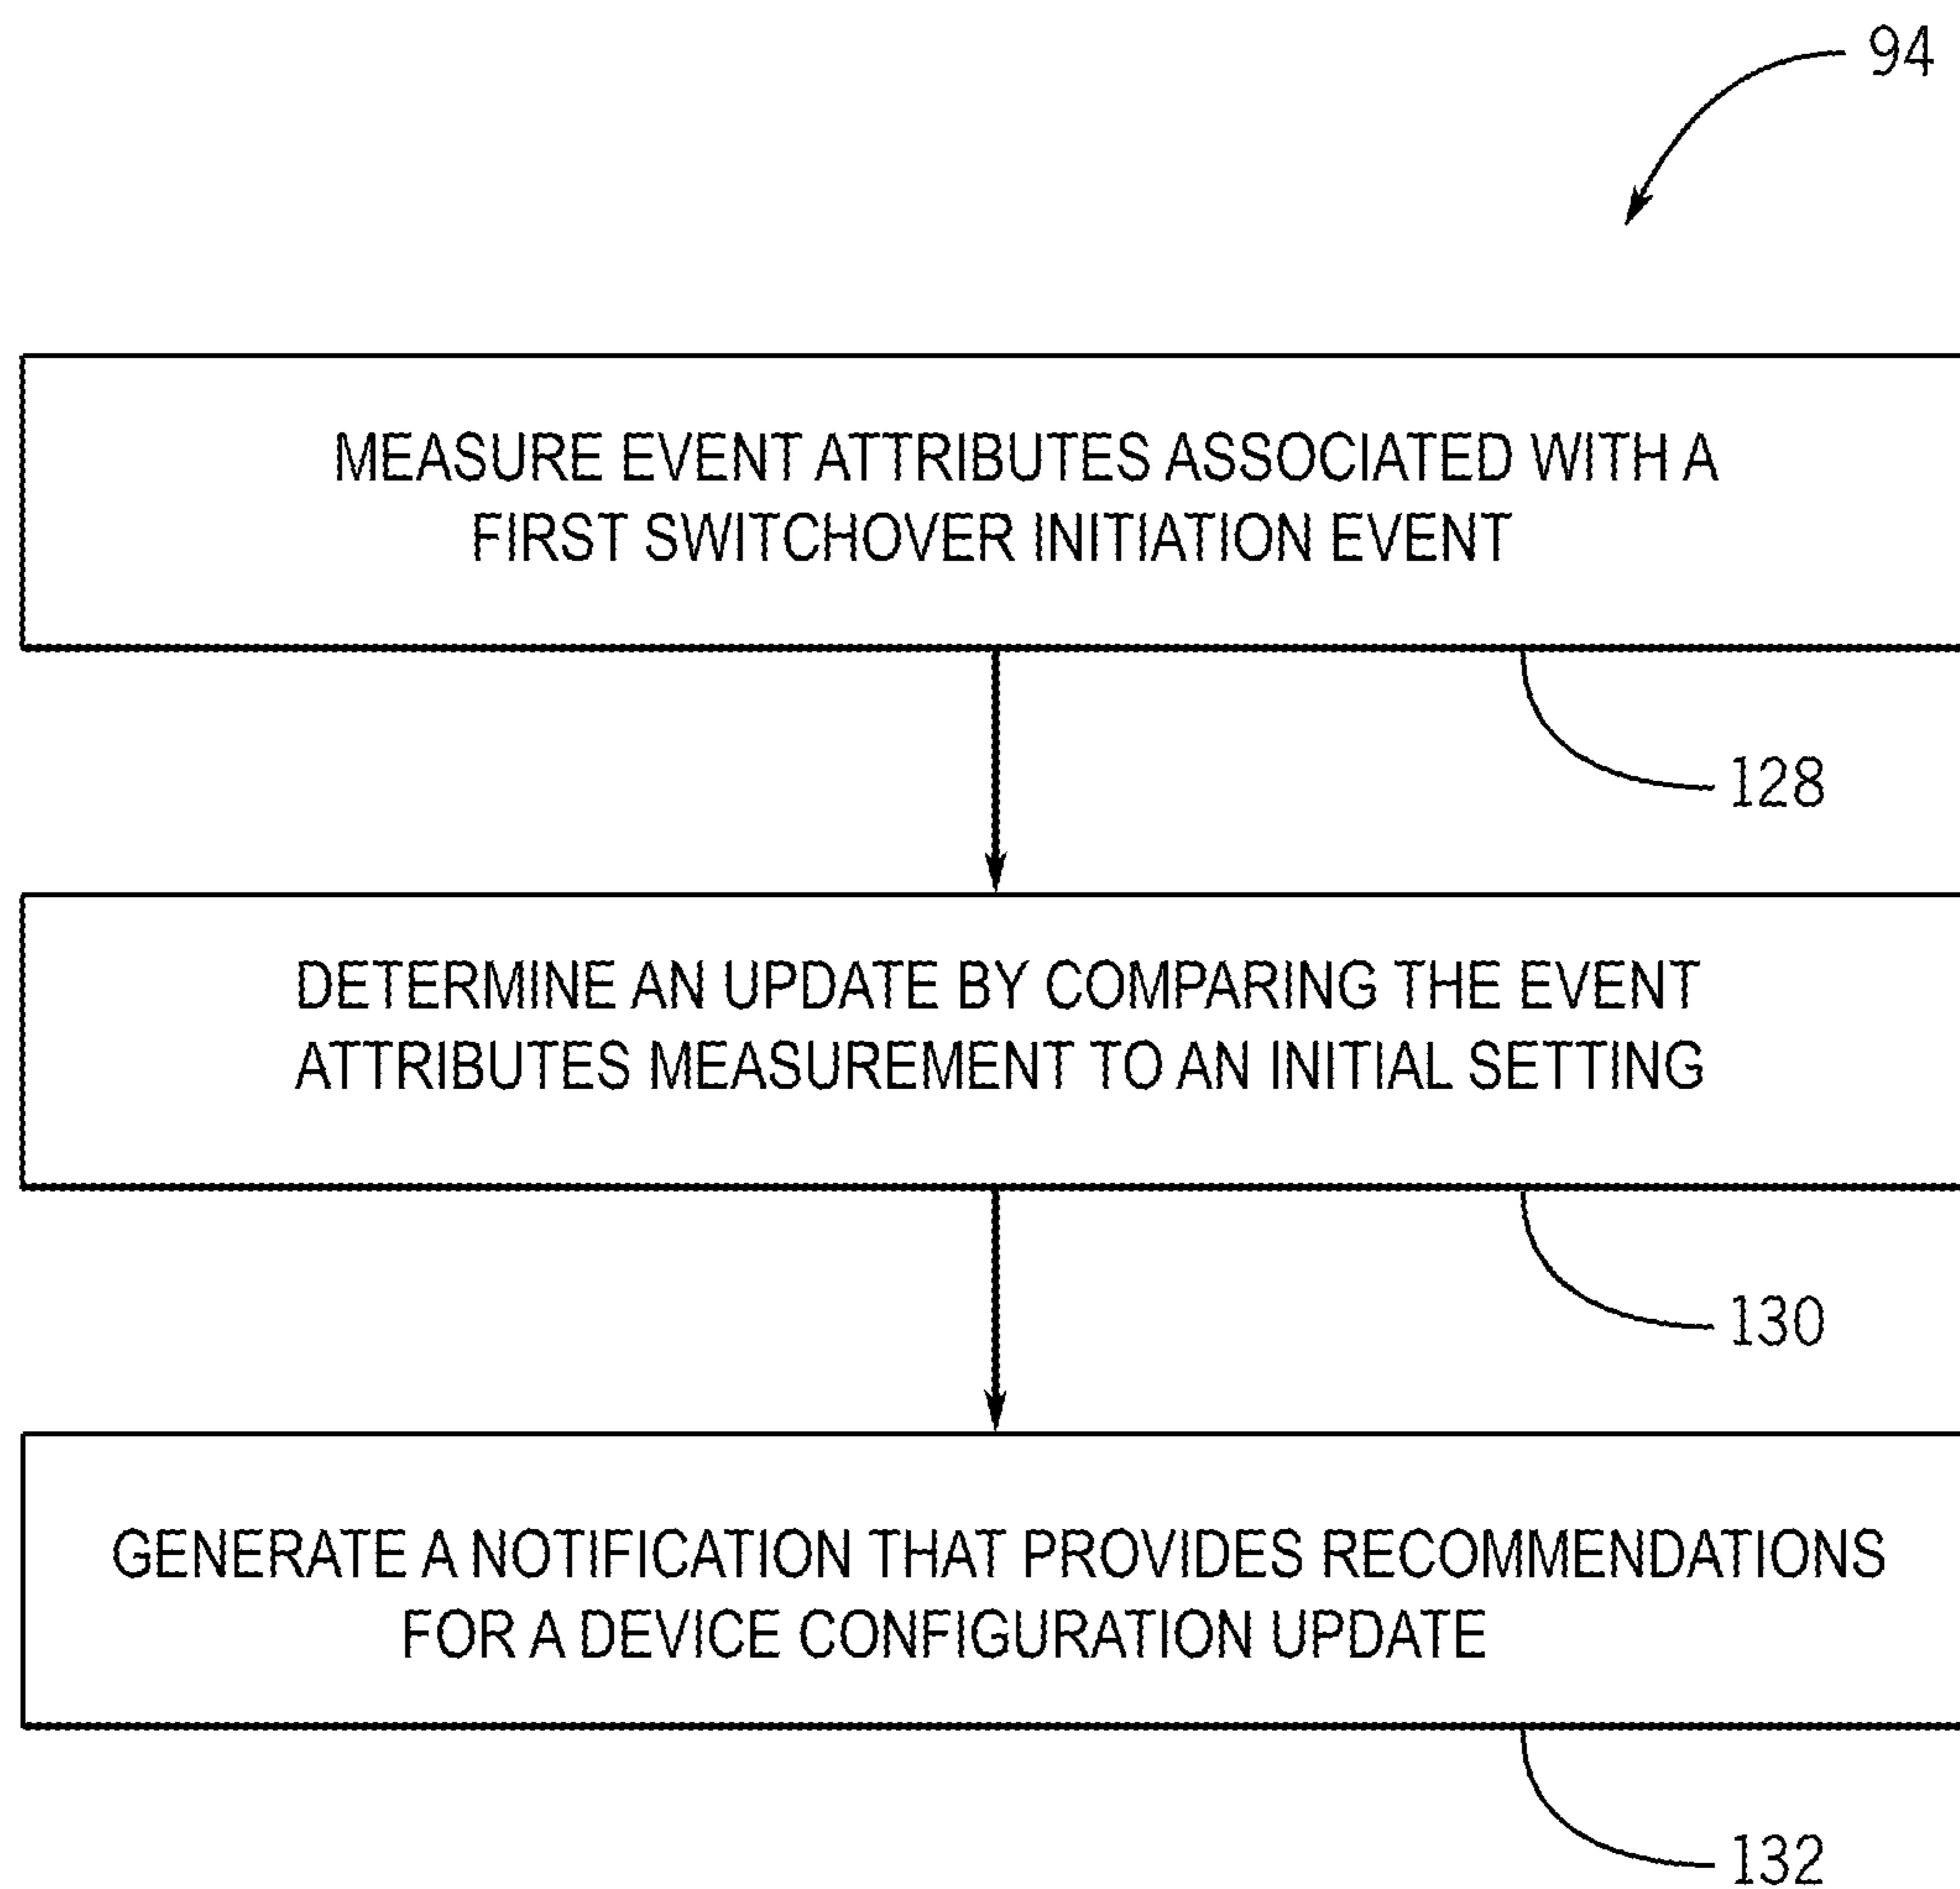 94
MEASURE EVENT ATTRIBUTES ASSOCIATED WITH A
FIRST SWITCHOVER INITIATION EVENT
128
DETERMINE AN UPDATE BY COMPARING THE EVENT
ATTRIBUTES MEASUREMENT TO AN INITIAL SETTING
130
GENERATE A NOTIFICATION THAT PROVIDES RECOMMENDATIONS
FOR A DEVICE CONFIGURATION UPDATE
132